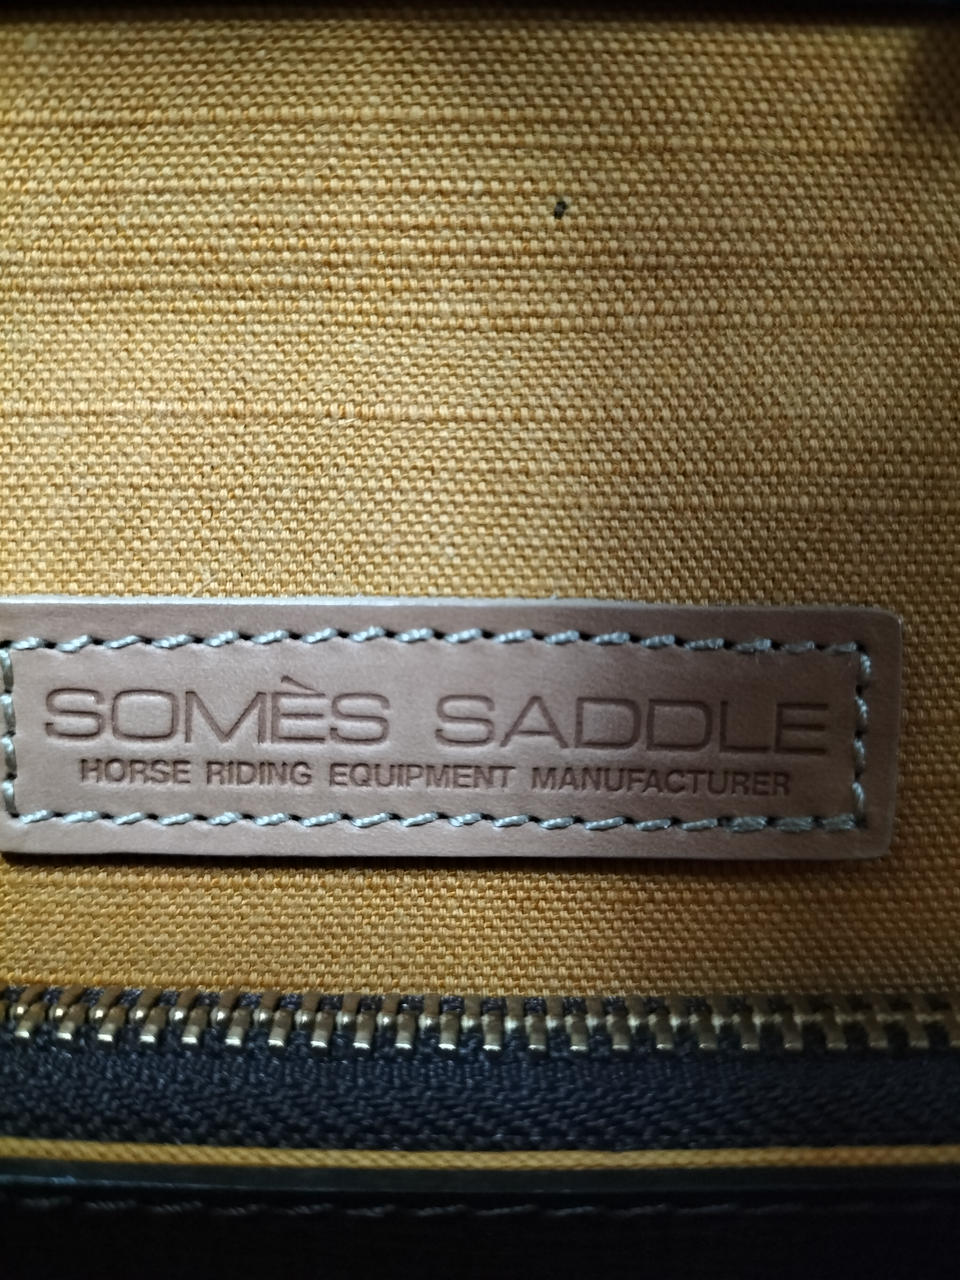 SOMÈS SADDLE
HORSE RIDING EQUIPMENT MANUFACTURER